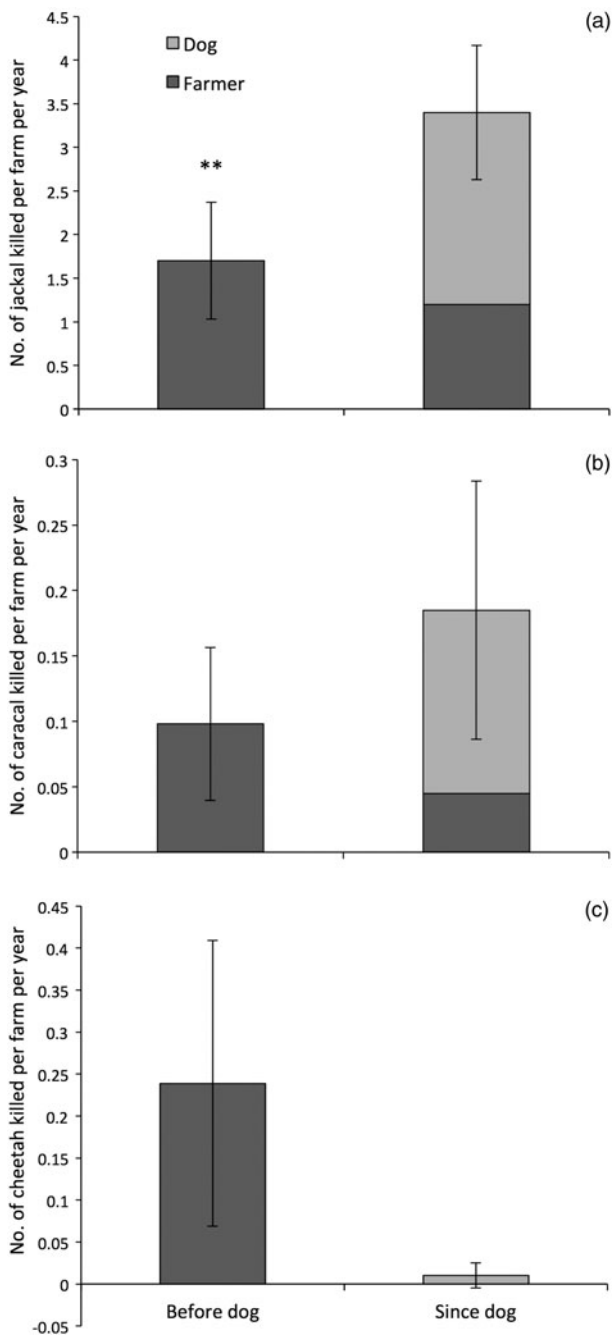 (a)
No. of jackal killed per farm per year
4.5
4
3.5
3
2.5
2
1.5
1
0.5
0
Dog
Farmer
**
(b)
No. of caracal killed per farm per year
0.3
0.25
0.2
0.15
0.1
0.05
0
(c)
No. of cheetah killed per farm per year
0.45
0.4
0.35
0.3
0.25
0.2
0.15
0.1
0.05
0
-0.05
Before dog
Since dog